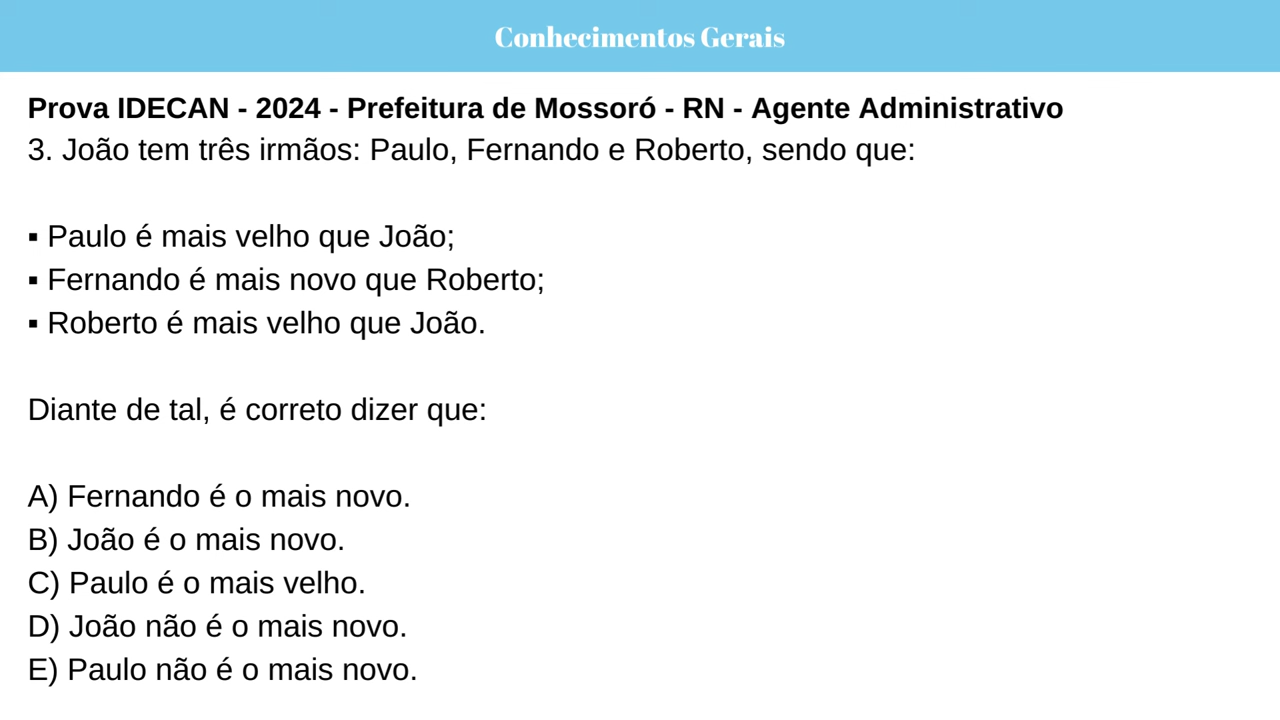 Conhecimentos Gerais
Prova IDECAN - 2024 - Prefeitura de Mossoró - RN - Agente Administrativo
3. João tem três irmãos: Paulo, Fernando e Roberto, sendo que:
▪ Paulo é mais velho que João;
▪ Fernando é mais novo que Roberto;
▪ Roberto é mais velho que João.
Diante de tal, é correto dizer que:
A) Fernando é o mais novo.
B) João é o mais novo.
C) Paulo é o mais velho.
D) João não é o mais novo.
E) Paulo não é o mais novo.